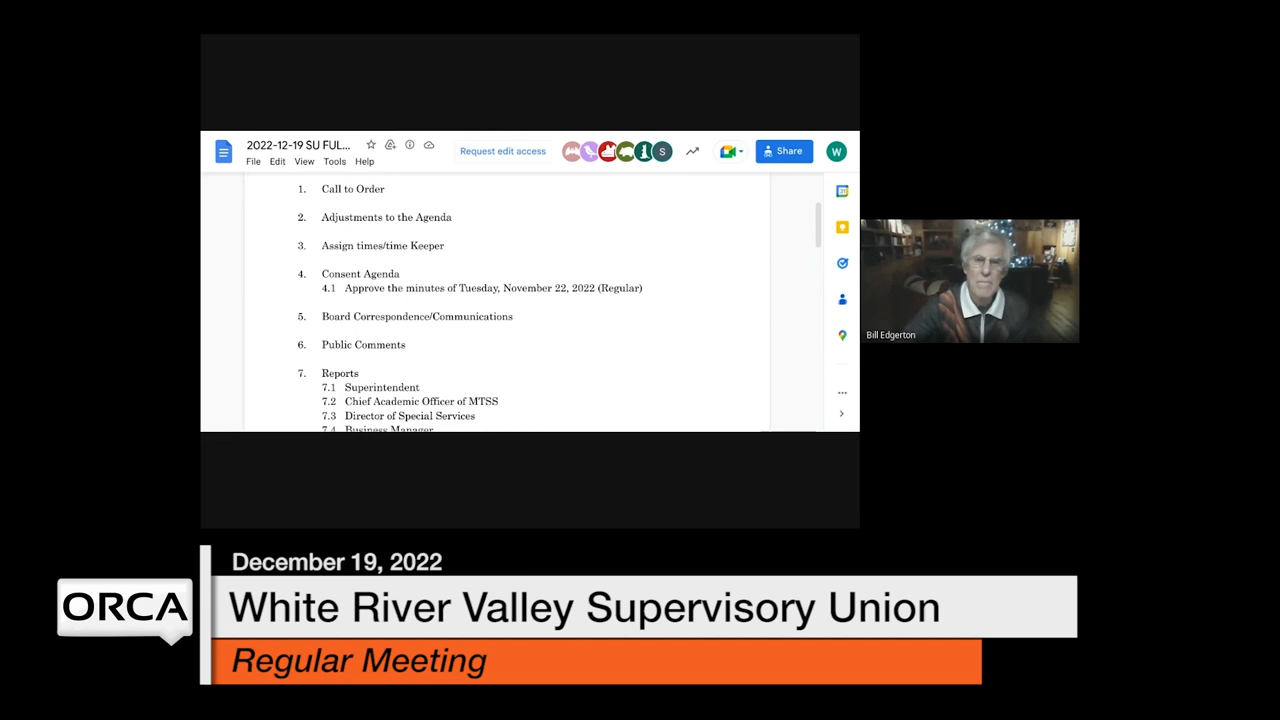 2022-12-19 SU FUL...
File Edit View Tools Help
Request edit access
S
Share
W
1. Call to Order
2. Adjustments to the Agenda
3. Assign times/time Keeper
4. Consent Agenda
4.1 Approve the minutes of Tuesday, November 22, 2022 (Regular)
5. Board Correspondence/Communications
6. Public Comments
7. Reports
7.1 Superintendent
7.2 Chief Academic Officer of MTSS
7.3 Director of Special Services
7.4 Business Manager
Bill Edgerton
December 19, 2022
ORCA
White River Valley Supervisory Union
Regular Meeting